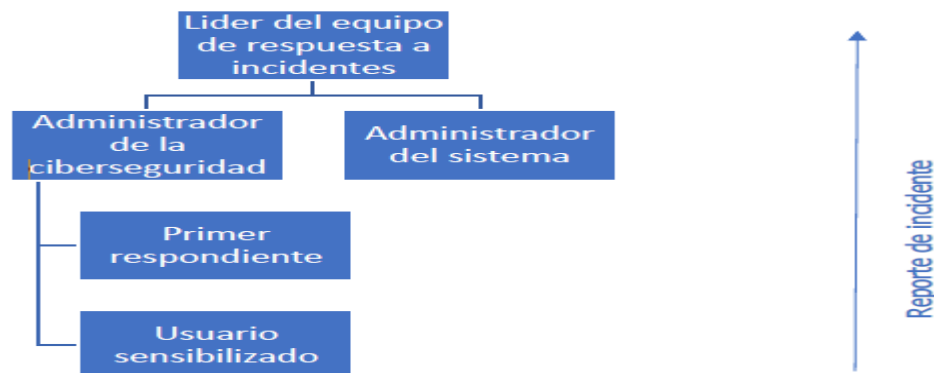 Lider del equipo
de respuesta a
incidentes
Administrador
de la
ciberseguridad
Administrador
del sistema
Primer
respondiente
Usuario
sensibilizado
Reporte de incidente